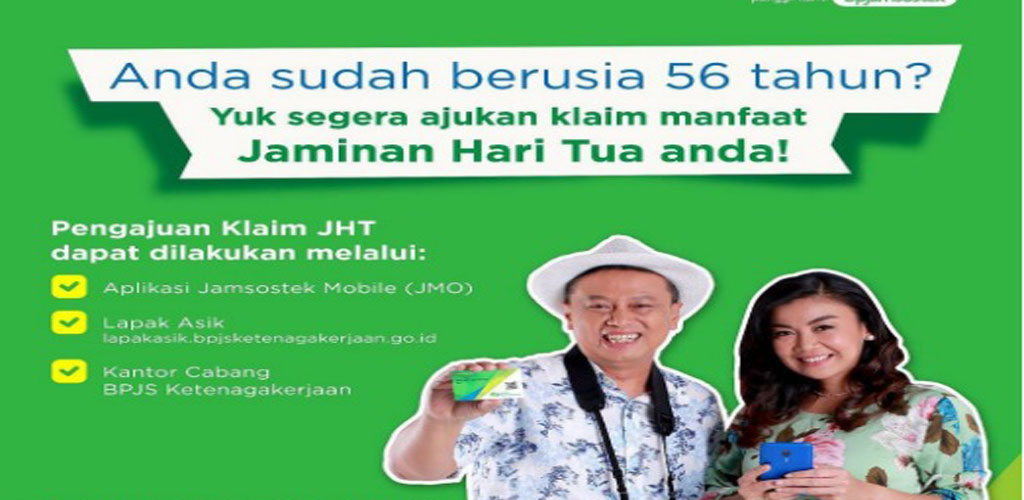 Anda sudah berusia 56 tahun?
Yuk segera ajukan klaim manfaat
Jaminan Hari Tua anda!
Pengajuan Klaim JHT
dapat dilakukan melalui:
Aplikasi Jamsostek Mobile (JMO)
Lapak Asik
lapakasik.bpjsketenagakerjaan.go.id
Kantor Cabang
BPJS Ketenagakerjaan